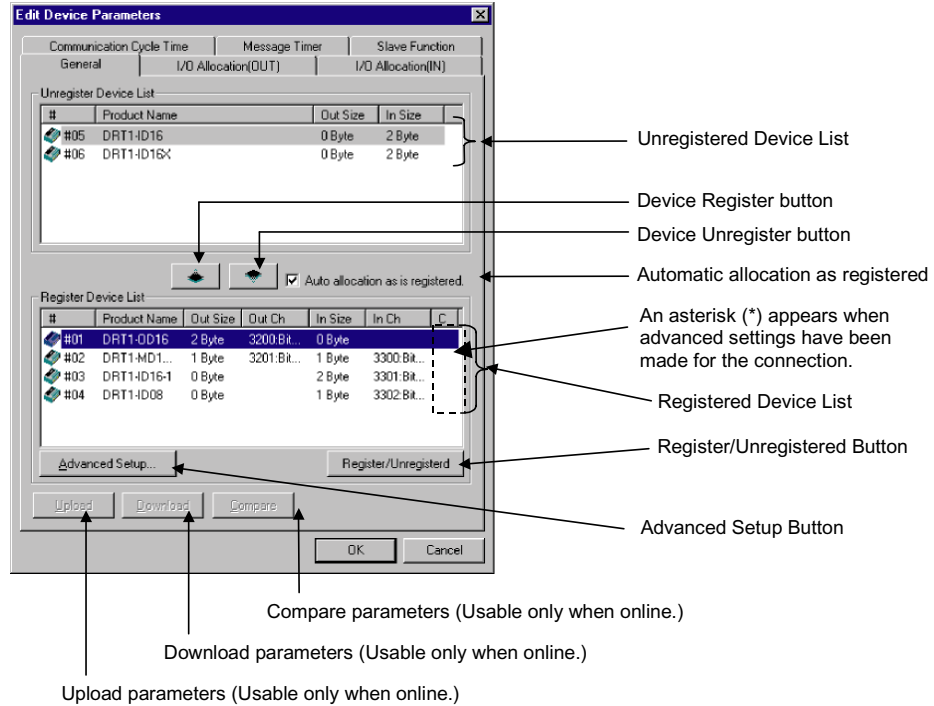 Edit Device Parameters
Communication Cycle Time Message Timer Slave Function
General I/O Allocation(OUT) I/O Allocation(IN)
Unregister Device List
# Product Name Out Size In Size
#05 DRT1-ID16 0 Byte 2 Byte
#06 DRT1-ID16X 0 Byte 2 Byte
Unregistered Device List
Device Register button
Device Unregister button
Auto allocation as is registered.
Automatic allocation as registered
Register Device List
# Product Name Out Size Out Ch In Size In Ch C
#01 DRT1-OD16 2 Byte 3200:Bit... 0 Byte
#02 DRT1-MD1... 1 Byte 3201:Bit... 1 Byte 3300:Bit...
#03 DRT1-ID16-1 0 Byte 2 Byte 3301:Bit...
#04 DRT1-ID08 0 Byte 1 Byte 3302:Bit...
An asterisk (*) appears when
advanced settings have been
made for the connection.
Registered Device List
Advanced Setup... Register/Unregisterd
Register/Unregistered Button
Upload Download Compare
Advanced Setup Button
OK Cancel
Compare parameters (Usable only when online.)
Download parameters (Usable only when online.)
Upload parameters (Usable only when online.)